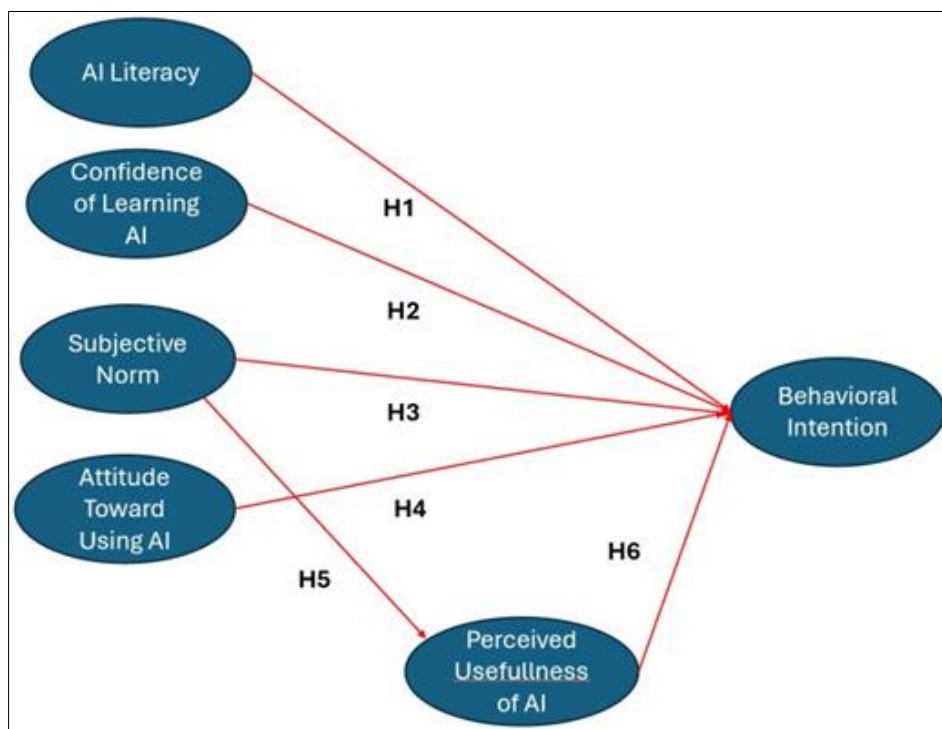 AI Literacy
Confidence
of Learning
AI
H1
H2
Subjective
Norm
H3
Behavioral
Intention
Attitude
Toward
Using AI
H4
H5
H6
Perceived
Usefullness
of AI